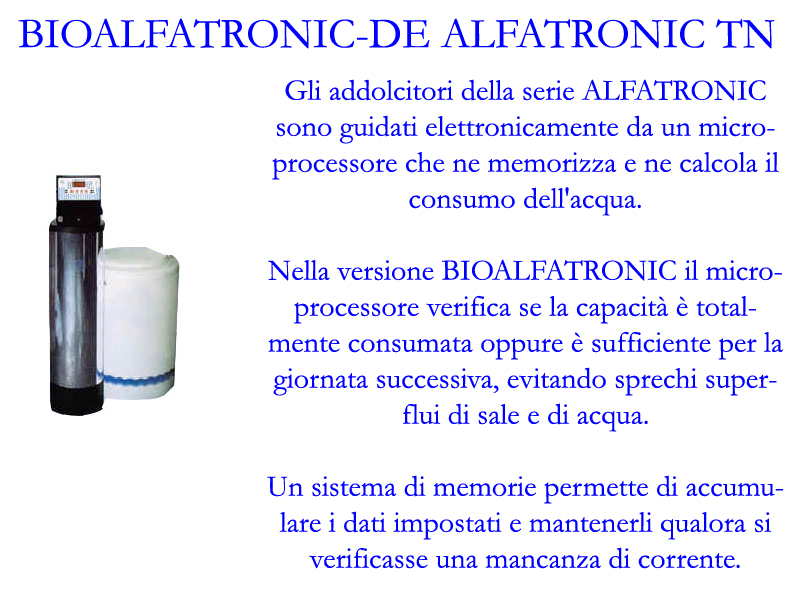 BIOALFATRONIC-DE ALFATRONIC TN
Gli addolcitori della serie ALFATRONIC
sono guidati elettronicamente da un micro-
processore che ne memorizza e ne calcola il
consumo dell'acqua.
Nella versione BIOALFATRONIC il micro-
processore verifica se la capacità è total-
mente consumata oppure è sufficiente per la
giornata successiva, evitando sprechi super-
flui di sale e di acqua.
Un sistema di memorie permette di accumu-
lare i dati impostati e mantenerli qualora si
verificasse una mancanza di corrente.